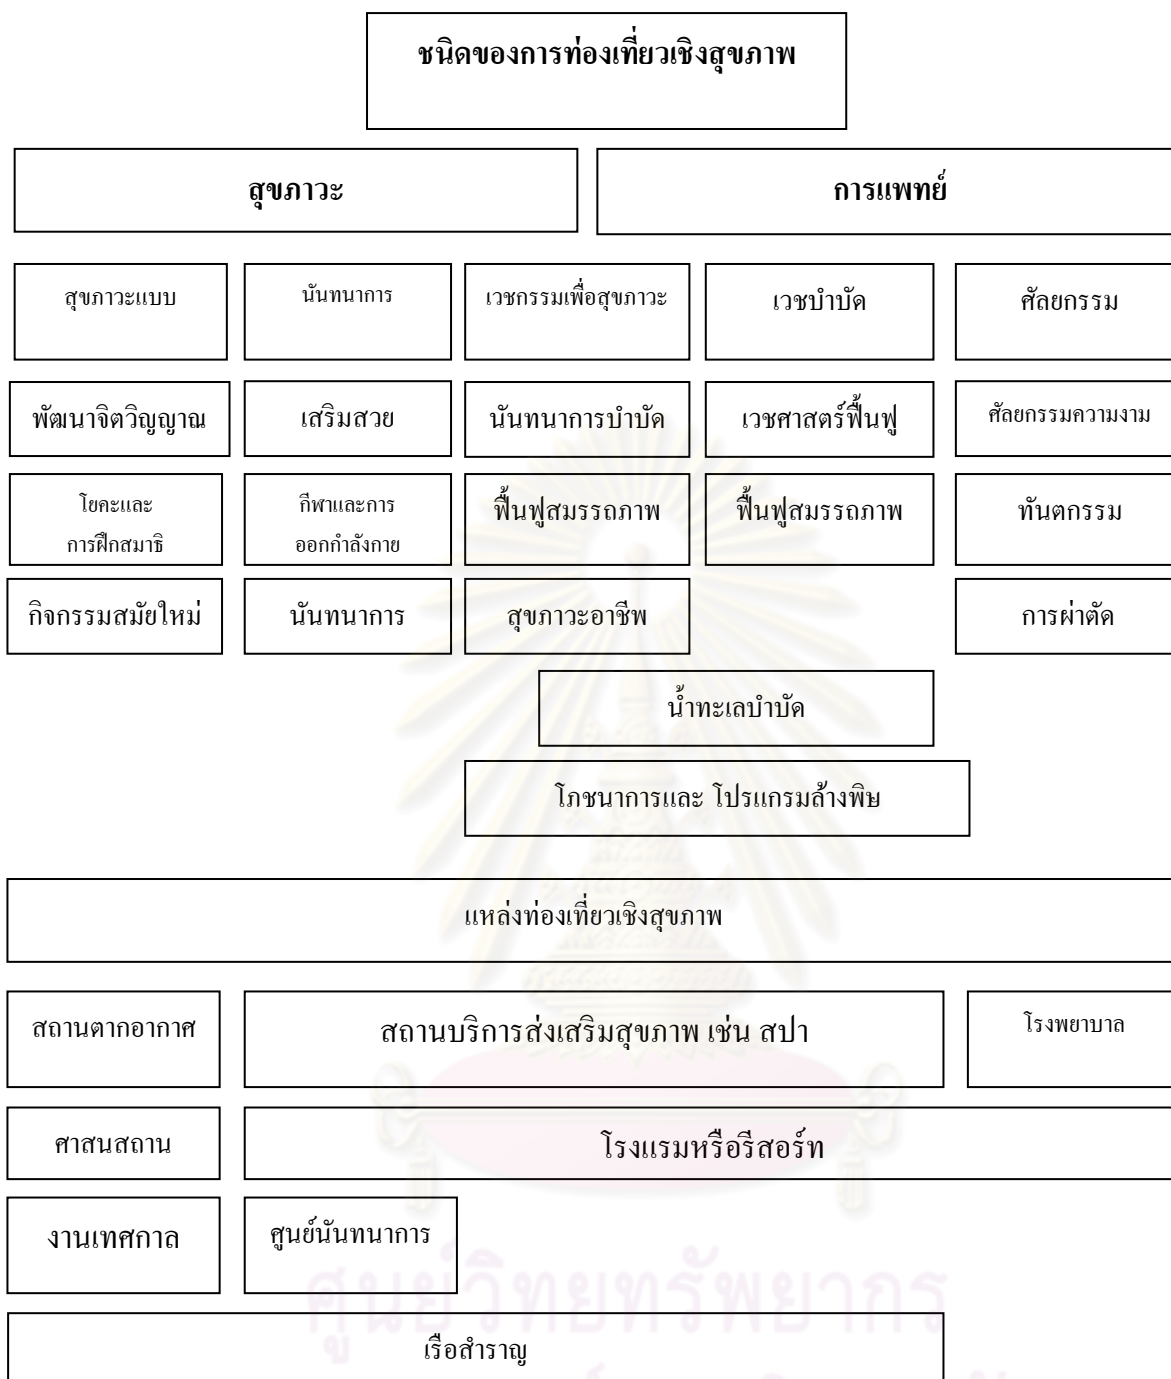 ชนิดของการท่องเที่ยวเชิงสุขภาพ
สุขภาวะ
การแพทย์
สุขภาวะแบบ
นันทนาการ
เวชกรรมเพื่อสุขภาวะ
เวชบำบัด
ศัลยกรรม
พัฒนาจิตวิญญาณ
เสริมสวย
นันทนาการบำบัด
เวชศาสตร์ฟื้นฟู
ศัลยกรรมความงาม
โยคะและ
การฝึกสมาธิ
กีฬาและการ
ออกกำลังกาย
ฟื้นฟูสมรรถภาพ
ฟื้นฟูสมรรถภาพ
ทันตกรรม
กิจกรรมสมัยใหม่
นันทนาการ
สุขภาวะอาชีพ
การผ่าตัด
น้ำทะเลบำบัด
โภชนาการและ โปรแกรมล้างพิษ
แหล่งท่องเที่ยวเชิงสุขภาพ
สถานตากอากาศ
สถานบริการส่งเสริมสุขภาพ เช่น สปา
โรงพยาบาล
ศาสนสถาน
โรงแรมหรือรีสอร์ท
งานเทศกาล
ศูนย์นันทนาการ
ศูนย์วิทยทรัพยากร
เรือสำราญ